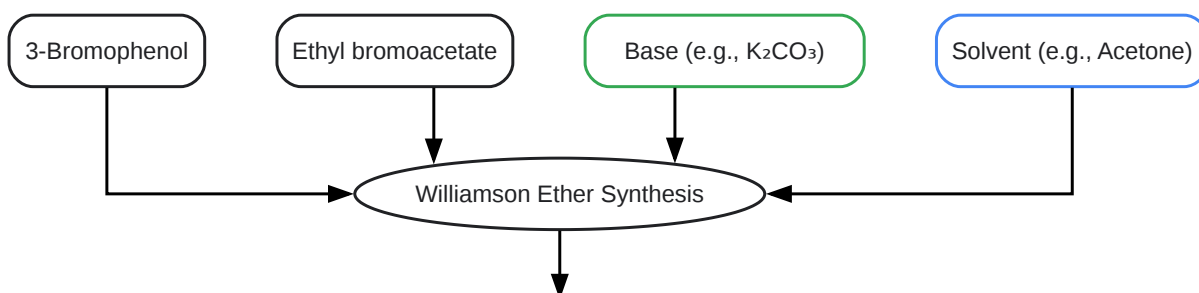 3-Bromophenol
Ethyl bromoacetate
Base (e.g., K₂CO₃)
Solvent (e.g., Acetone)
Williamson Ether Synthesis